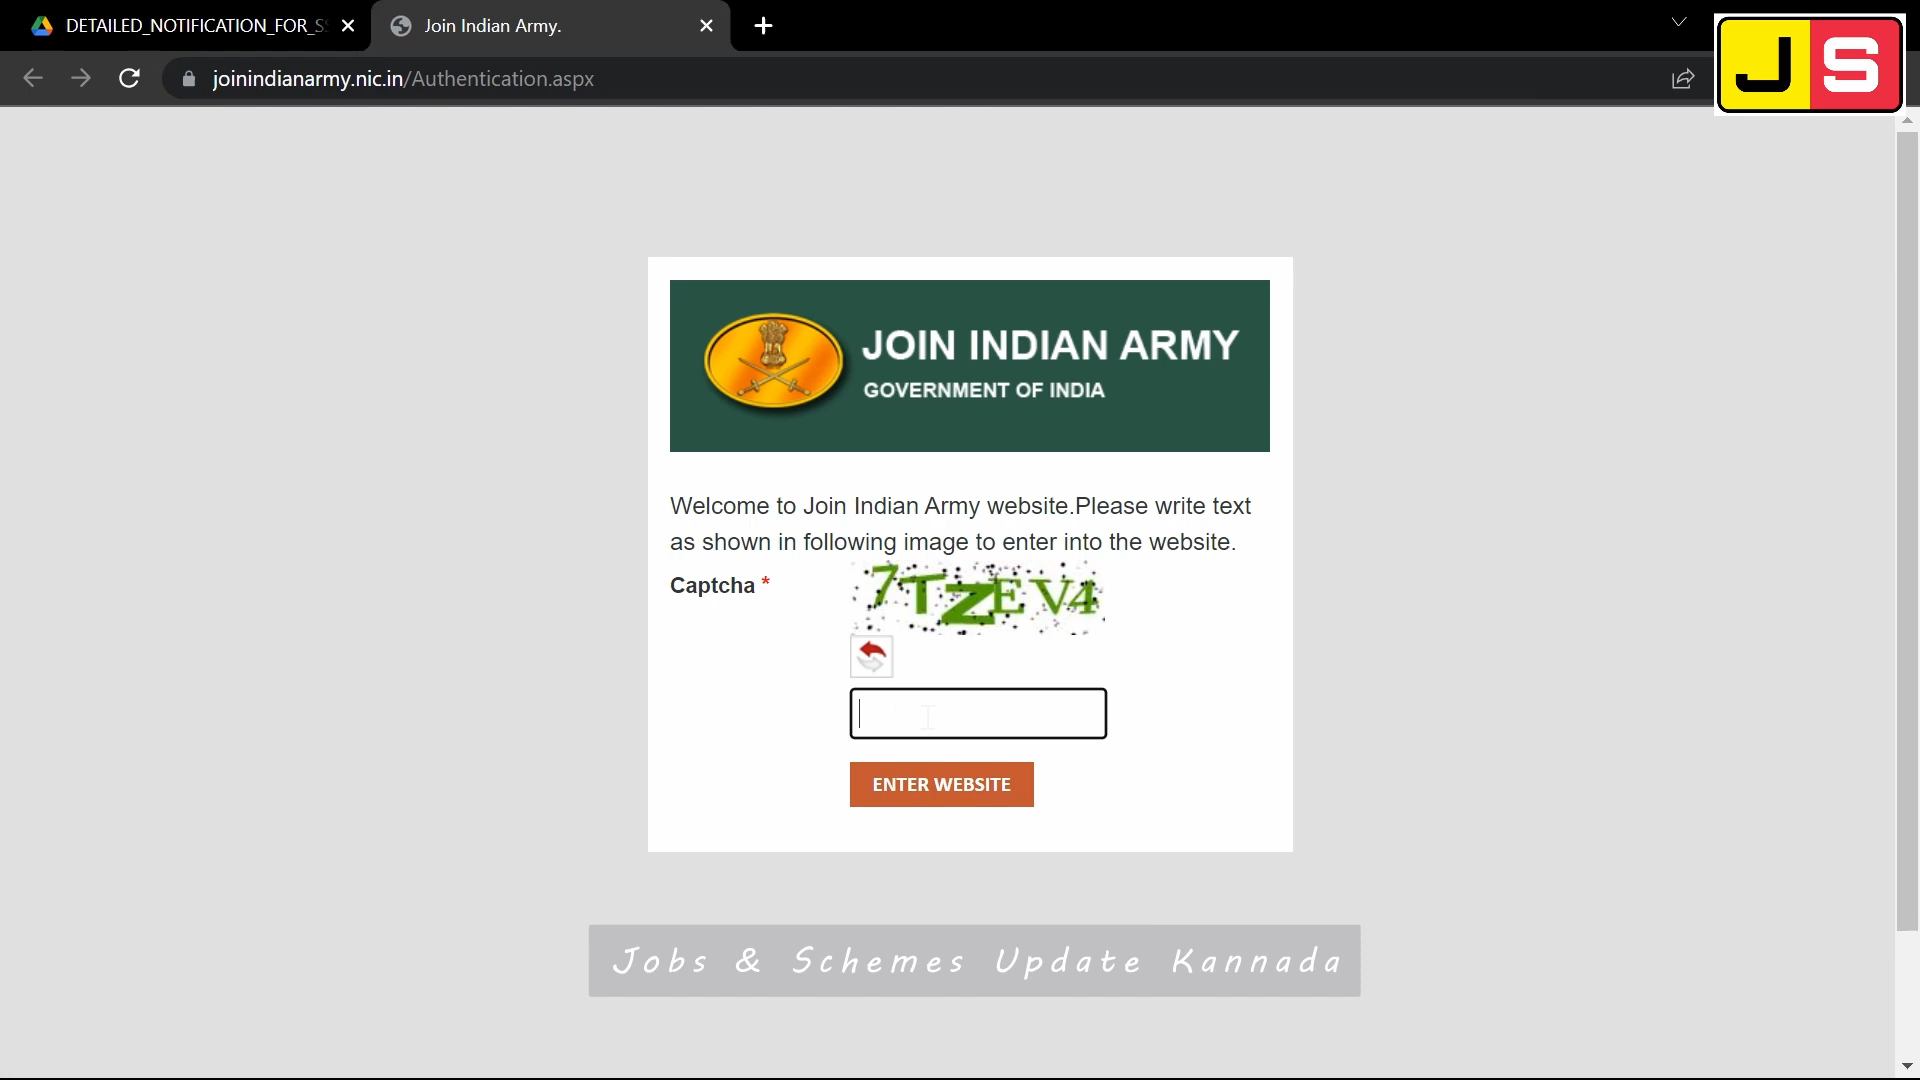 DETAILED_NOTIFICATION_FOR_SS
Join Indian Army.
joinindianarmy.nic.in/Authentication.aspx
JS
JOIN INDIAN ARMY
GOVERNMENT OF INDIA
Welcome to Join Indian Army website.Please write text
as shown in following image to enter into the website.
Captcha *
7TZEV4
ENTER WEBSITE
Jobs & Schemes Update Kannada